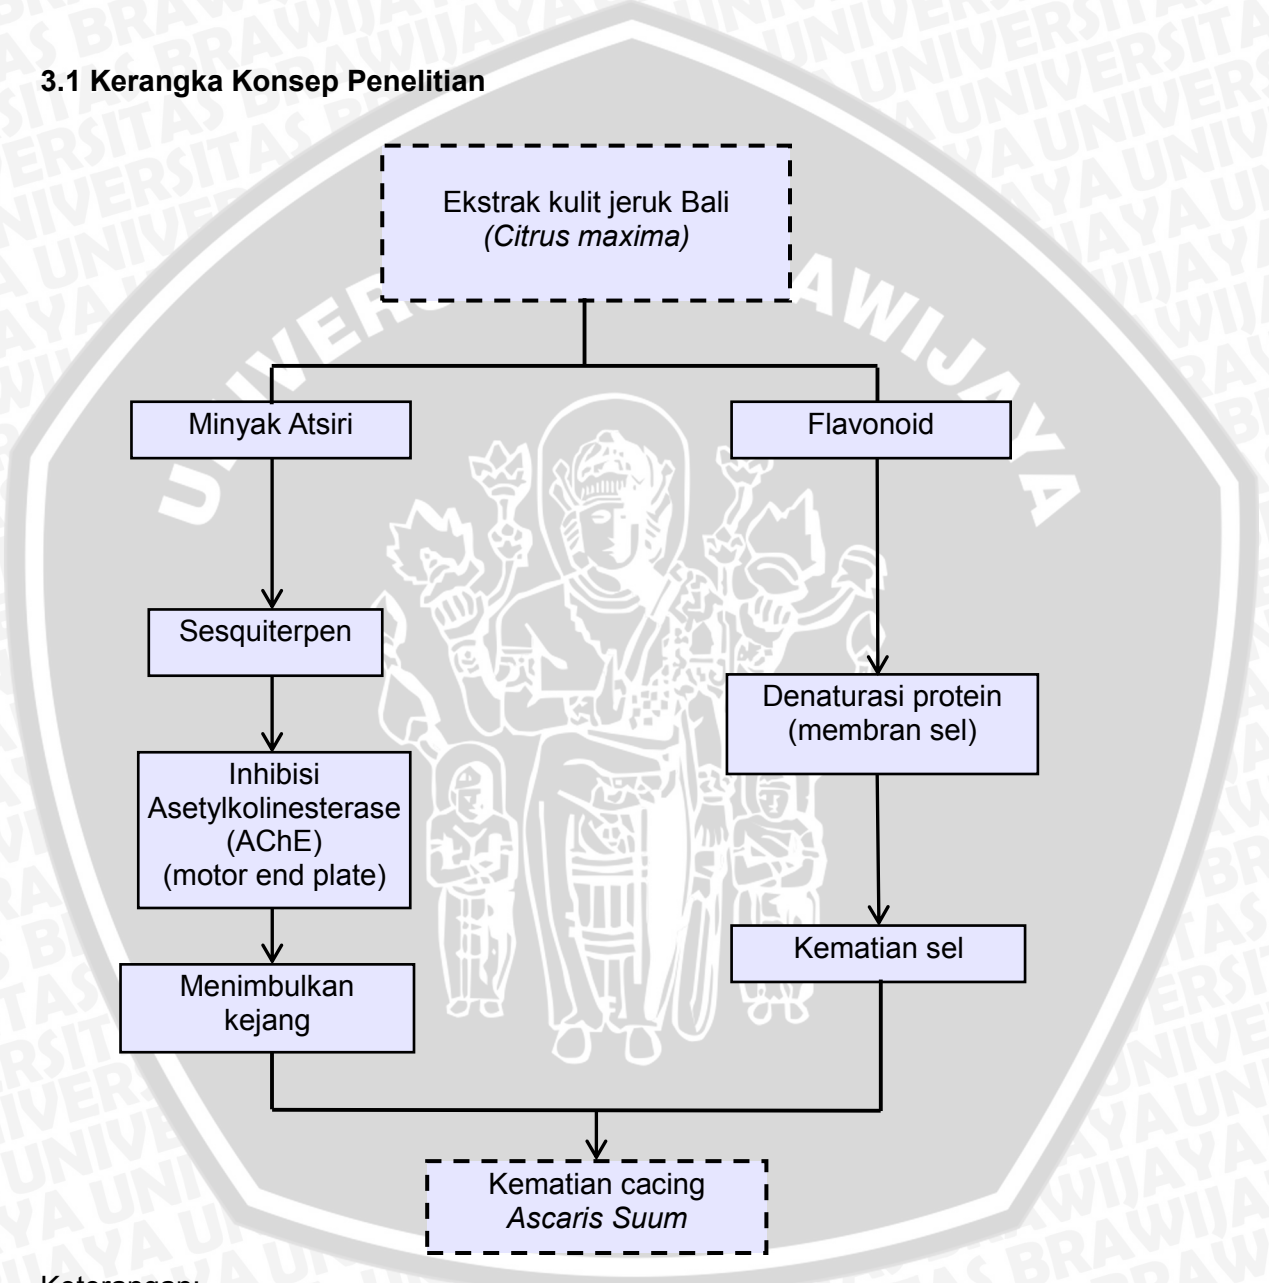 3.1 Kerangka Konsep Penelitian
Ekstrak kulit jeruk Bali
(Citrus maxima)
Minyak Atsiri
Flavonoid
Sesquiterpen
Denaturasi protein
(membran sel)
Inhibisi
Asetylkolinesterase
(AChE)
(motor end plate)
Kematian sel
Menimbulkan
kejang
Kematian cacing
Ascaris Suum